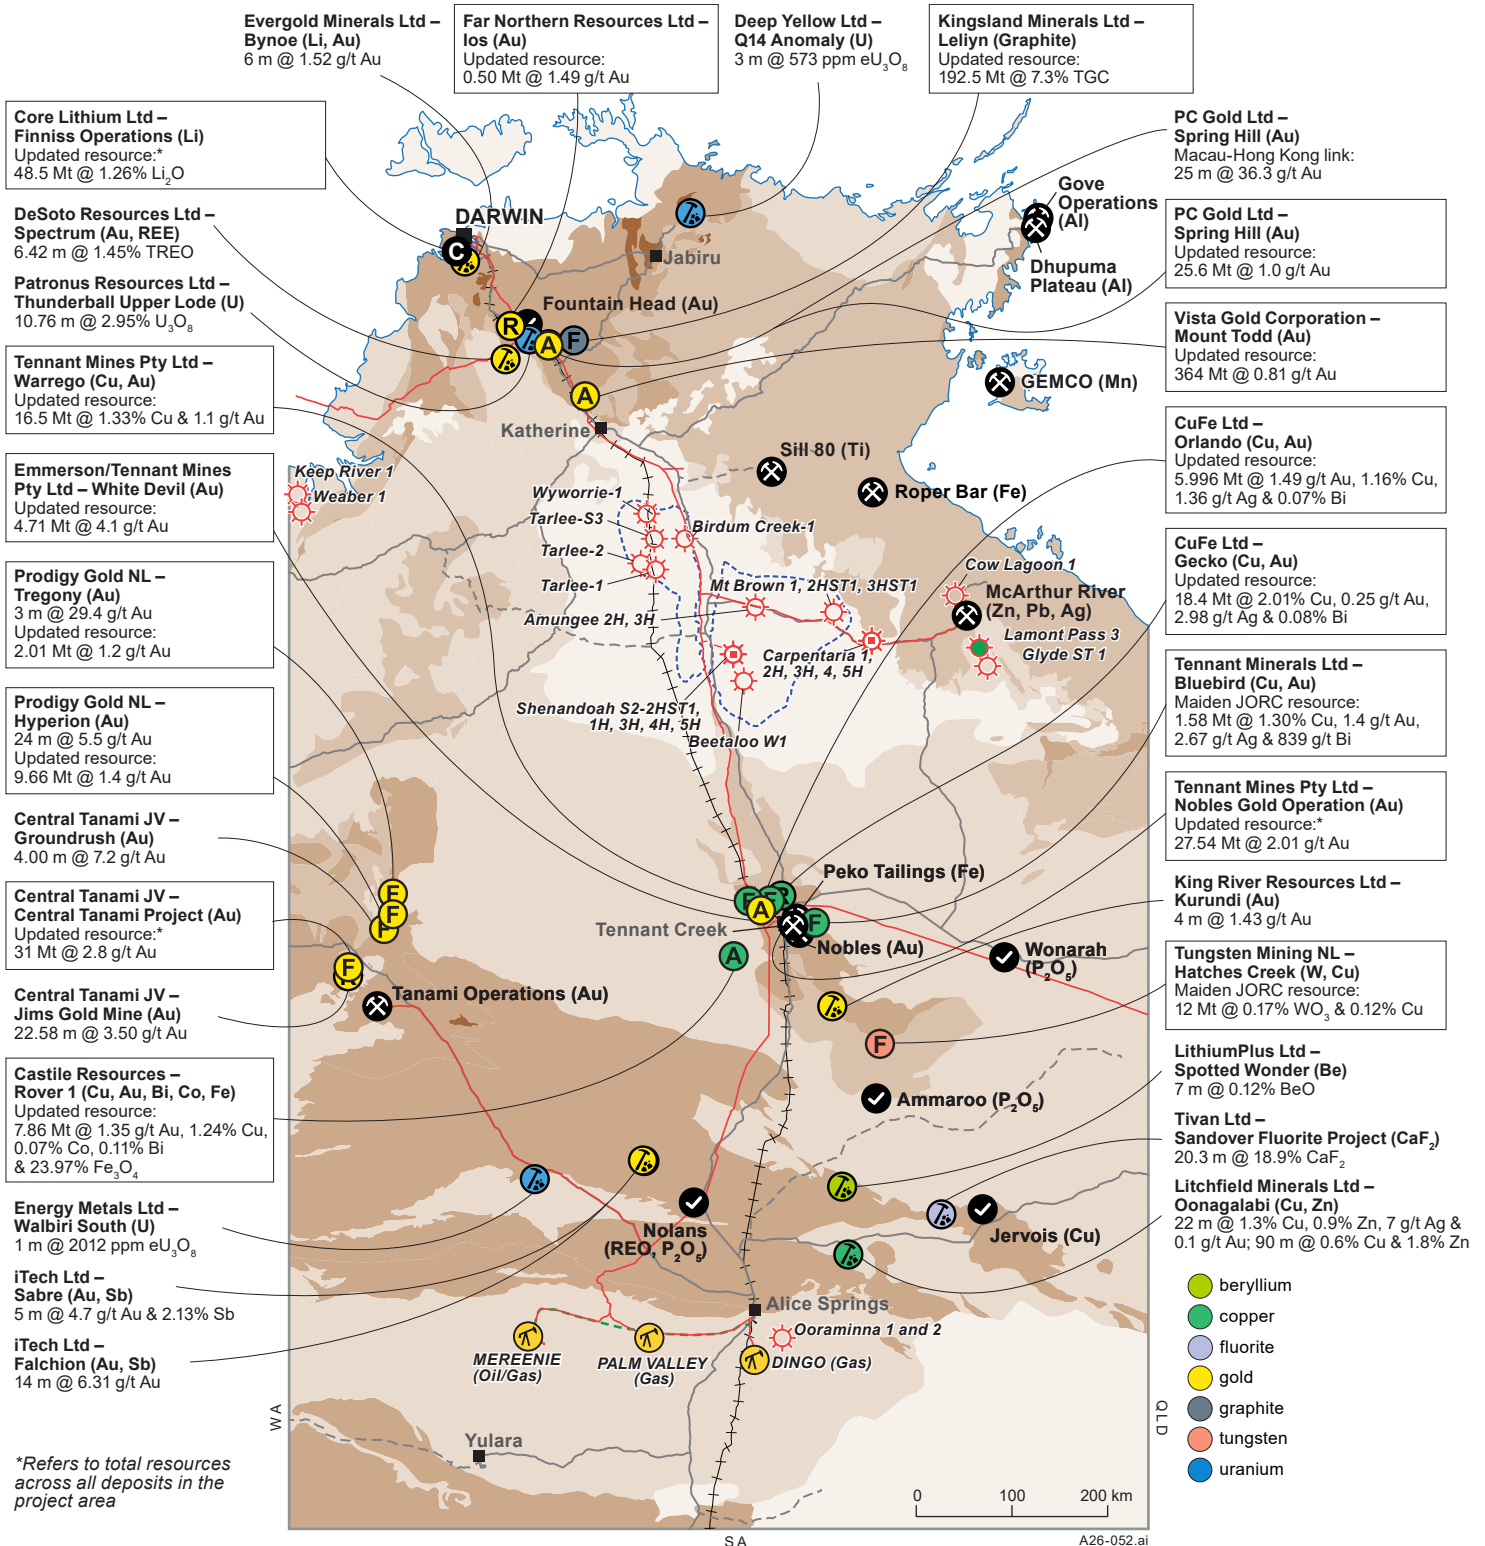 Evergold Minerals Ltd –
Bynoe (Li, Au)
6 m @ 1.52 g/t Au
Far Northern Resources Ltd –
Ios (Au)
Updated resource:
0.50 Mt @ 1.49 g/t Au
Deep Yellow Ltd –
Q14 Anomaly (U)
3 m @ 573 ppm eU₃O₈
Kingsland Minerals Ltd –
Leliyn (Graphite)
Updated resource:
192.5 Mt @ 7.3% TGC
Core Lithium Ltd –
Finniss Operations (Li)
Updated resource:*
48.5 Mt @ 1.26% Li₂O
DeSoto Resources Ltd –
Spectrum (Au, REE)
6.42 m @ 1.45% TREO
Patronus Resources Ltd –
Thunderball Upper Lode (U)
10.76 m @ 2.95% U₃O₈
Tennant Mines Pty Ltd –
Warrego (Cu, Au)
Updated resource:
16.5 Mt @ 1.33% Cu & 1.1 g/t Au
Emmerson/Tennant Mines
Pty Ltd – White Devil (Au)
Updated resource:
4.71 Mt @ 4.1 g/t Au
Prodigy Gold NL –
Tregony (Au)
3 m @ 29.4 g/t Au
Updated resource:
2.01 Mt @ 1.2 g/t Au
Prodigy Gold NL –
Hyperion (Au)
24 m @ 5.5 g/t Au
Updated resource:
9.66 Mt @ 1.4 g/t Au
Central Tanami JV –
Groundrush (Au)
4.00 m @ 7.2 g/t Au
Central Tanami JV –
Central Tanami Project (Au)
Updated resource:*
31 Mt @ 2.8 g/t Au
Central Tanami JV –
Jims Gold Mine (Au)
22.58 m @ 3.50 g/t Au
Castile Resources –
Rover 1 (Cu, Au, Bi, Co, Fe)
Updated resource:
7.86 Mt @ 1.35 g/t Au, 1.24% Cu,
0.07% Co, 0.11% Bi
& 23.97% Fe₃O₄
Energy Metals Ltd –
Walbiri South (U)
1 m @ 2012 ppm eU₃O₈
iTech Ltd –
Sabre (Au, Sb)
5 m @ 4.7 g/t Au & 2.13% Sb
iTech Ltd –
Falchion (Au, Sb)
14 m @ 6.31 g/t Au
*Refers to total resources
across all deposits in the
project area
PC Gold Ltd –
Spring Hill (Au)
Macau-Hong Kong link:
25 m @ 36.3 g/t Au
PC Gold Ltd –
Spring Hill (Au)
Updated resource:
25.6 Mt @ 1.0 g/t Au
Vista Gold Corporation –
Mount Todd (Au)
Updated resource:
364 Mt @ 0.81 g/t Au
CuFe Ltd –
Orlando (Cu, Au)
Updated resource:
5.996 Mt @ 1.49 g/t Au, 1.16% Cu,
1.36 g/t Ag & 0.07% Bi
CuFe Ltd –
Gecko (Cu, Au)
Updated resource:
18.4 Mt @ 2.01% Cu, 0.25 g/t Au,
2.98 g/t Ag & 0.08% Bi
Tennant Minerals Ltd –
Bluebird (Cu, Au)
Maiden JORC resource:
1.58 Mt @ 1.30% Cu, 1.4 g/t Au,
2.67 g/t Ag & 839 g/t Bi
Tennant Mines Pty Ltd –
Nobles Gold Operation (Au)
Updated resource:*
27.54 Mt @ 2.01 g/t Au
King River Resources Ltd –
Kurundi (Au)
4 m @ 1.43 g/t Au
Tungsten Mining NL –
Hatches Creek (W, Cu)
Maiden JORC resource:
12 Mt @ 0.17% WO₃ & 0.12% Cu
LithiumPlus Ltd –
Spotted Wonder (Be)
7 m @ 0.12% BeO
Tivan Ltd –
Sandover Fluorite Project (CaF₂)
20.3 m @ 18.9% CaF₂
Litchfield Minerals Ltd –
Oonagalabi (Cu, Zn)
22 m @ 1.3% Cu, 0.9% Zn, 7 g/t Ag &
0.1 g/t Au; 90 m @ 0.6% Cu & 1.8% Zn
beryllium
copper
fluorite
gold
graphite
tungsten
uranium
DARWIN
C
Jabiru
Gove
Operations
(Al)
Dhupuma
Plateau (Al)
Fountain Head (Au)
R
A
F
A
GEMCO (Mn)
Katherine
Sill 80 (Ti)
Roper Bar (Fe)
Keep River 1
Weaber 1
Wyworrie-1
Tarlee-S3
Birdum Creek-1
Tarlee-2
Tarlee-1
Cow Lagoon 1
Mt Brown 1, 2HST1, 3HST1
McArthur River
(Zn, Pb, Ag)
Amungee 2H, 3H
Lamont Pass 3
Glyde ST 1
Carpentaria 1,
2H, 3H, 4, 5H
Shenandoah S2-2HST1,
1H, 3H, 4H, 5H
Beetaloo W1
Peko Tailings (Fe)
F
F
R
A
F
Tennant Creek
Nobles (Au)
A
Wonarah
(P₂O₅)
F
F
F
F
A
Tanami Operations (Au)
F
Ammaroo (P₂O₅)
Nolans
(REO, P₂O₅)
Jervois (Cu)
Alice Springs
Ooraminna 1 and 2
MEREENIE
(Oil/Gas)
PALM VALLEY
(Gas)
DINGO (Gas)
Yulara
WA
QLD
SA
0 100 200 km
A26-052.ai